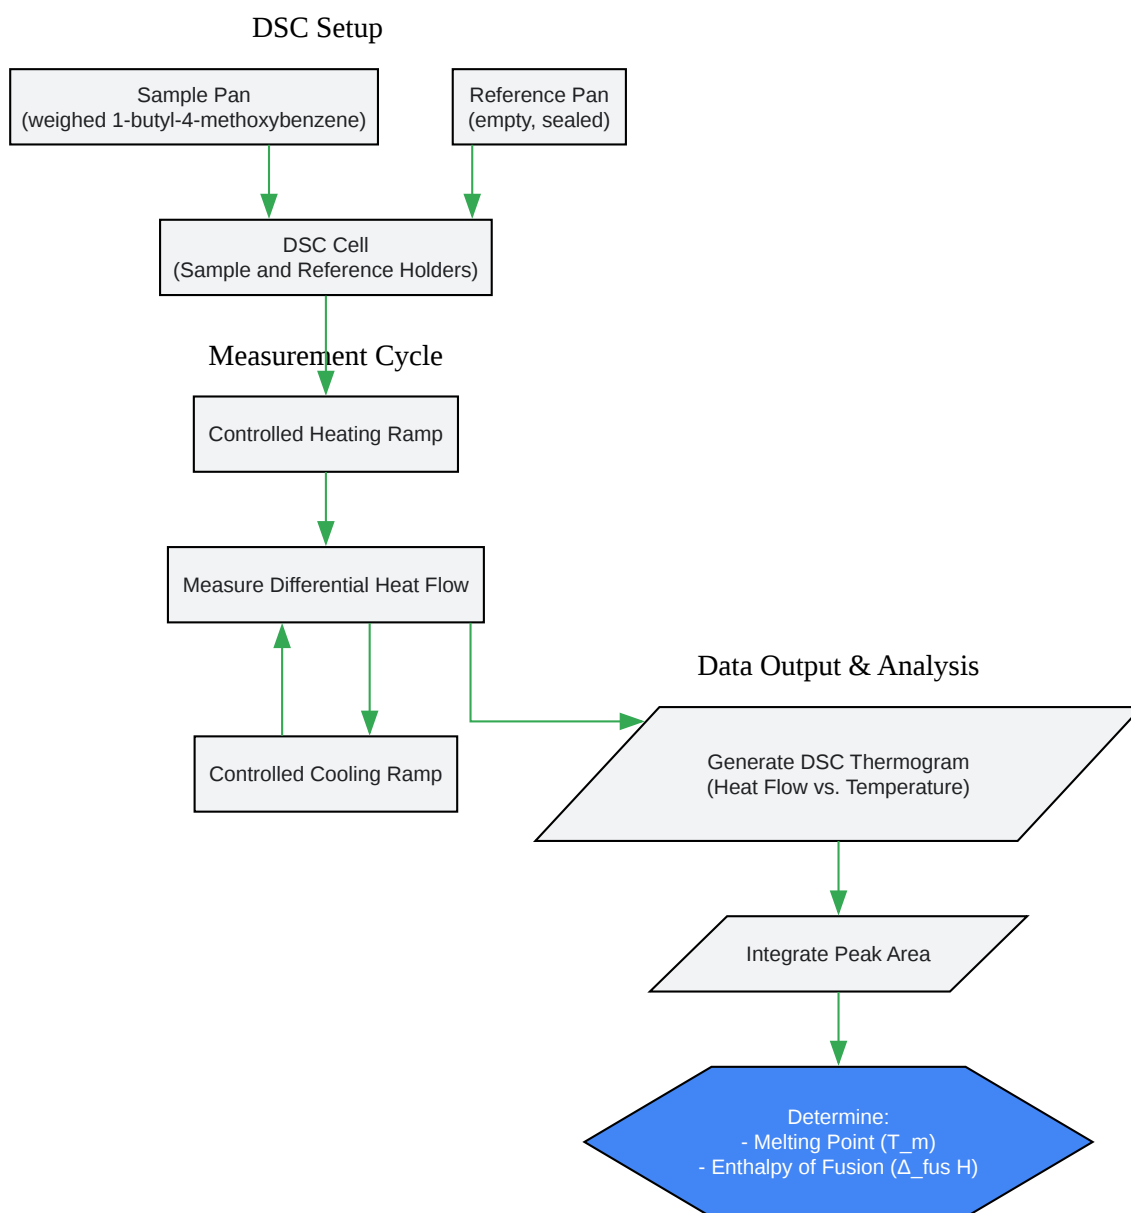 DSC Setup
Sample Pan
(weighed 1-butyl-4-methoxybenzene)
Reference Pan
(empty, sealed)
DSC Cell
(Sample and Reference Holders)
Measurement Cycle
Controlled Heating Ramp
Measure Differential Heat Flow
Controlled Cooling Ramp
Data Output & Analysis
Generate DSC Thermogram
(Heat Flow vs. Temperature)
Integrate Peak Area
Determine:
- Melting Point (T_m)
- Enthalpy of Fusion (Δ_fus H)